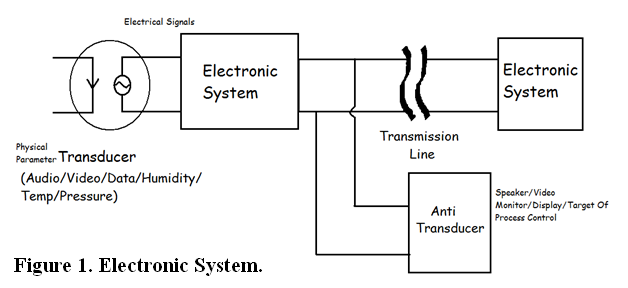 Electrical Signals
Electronic
System
Electronic
System
Transmission
Line
Physical
Parameter Transducer
(Audio/Video/Data/Humidity/
Temp/Pressure)
Anti
Transducer
Speaker/Video
Monitor/Display/Target Of
Process Control
Figure 1. Electronic System.